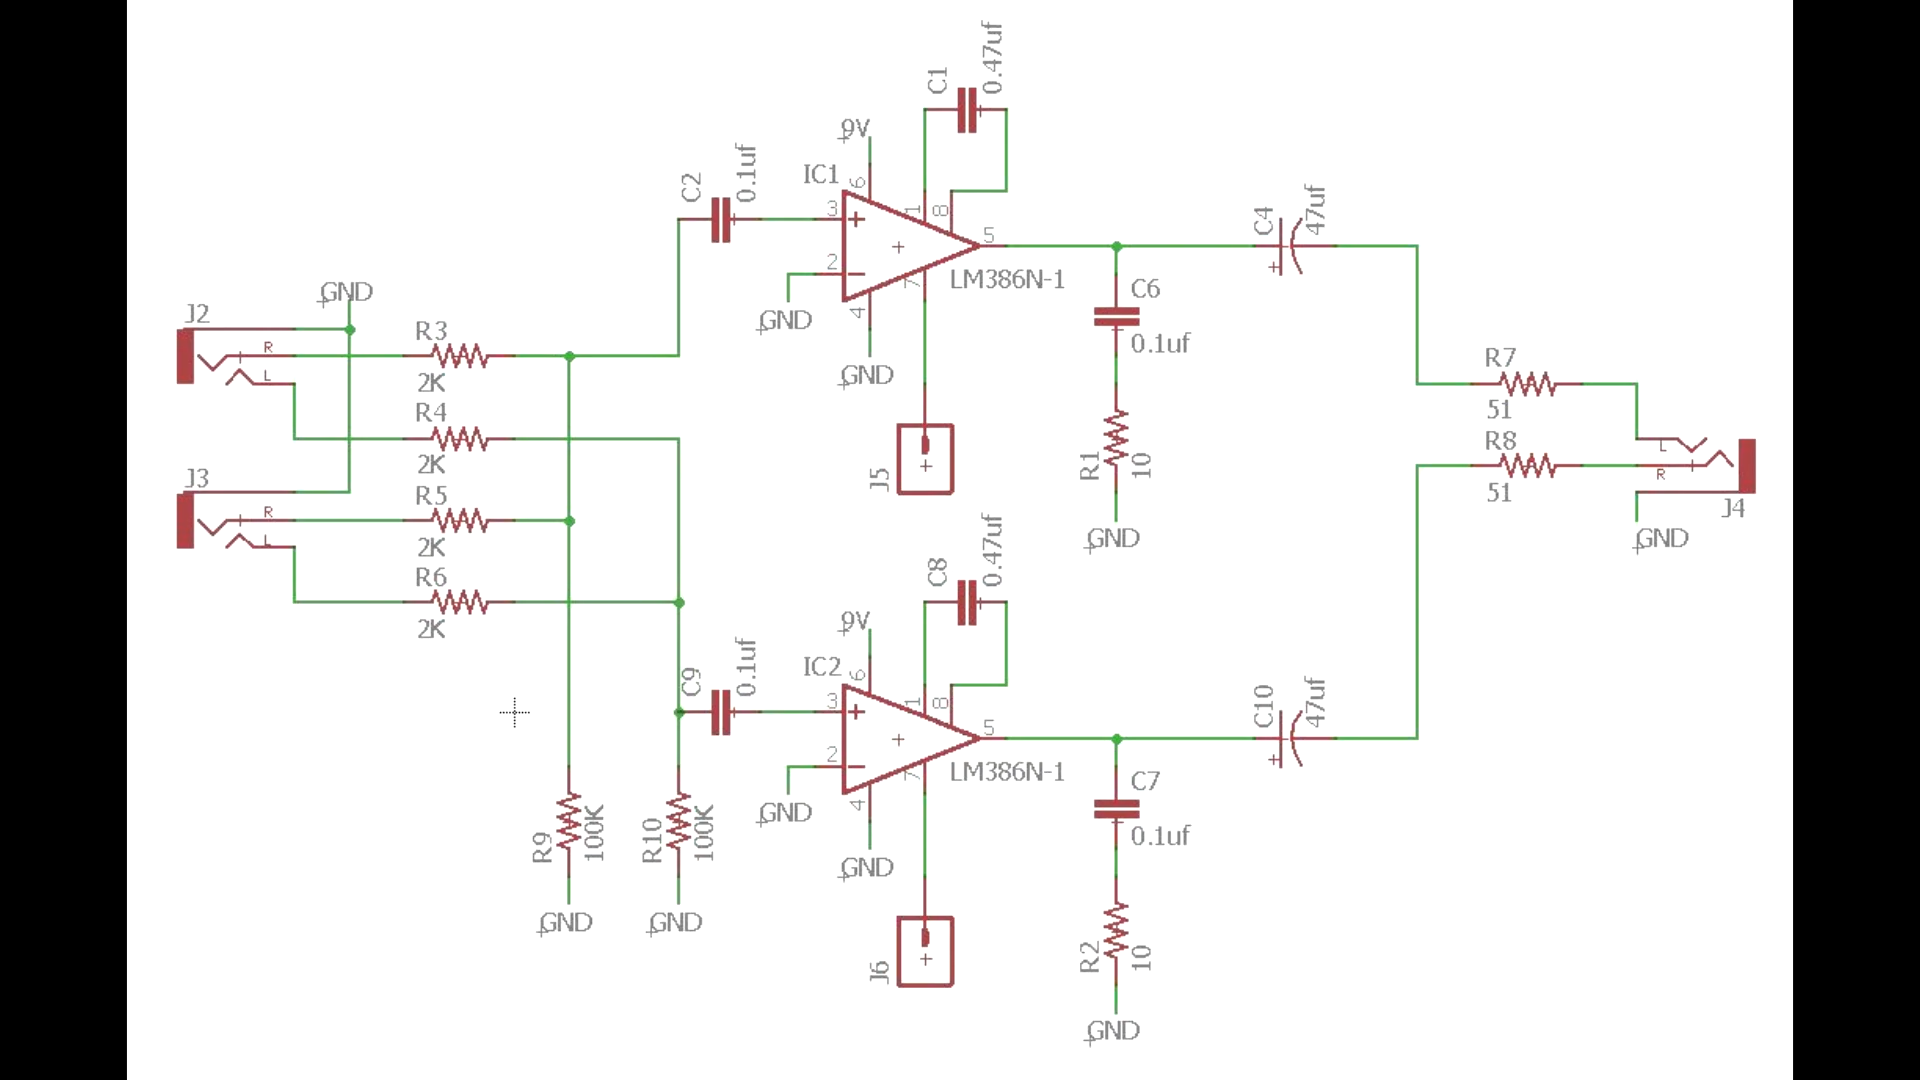 C1
0.47uf
9V
C2
0.1uf
IC1
6
1
8
3
+
5
2
7
4
LM386N-1
GND
GND
C4
47uf
+
C6
0.1uf
R1
10
GND
J5
GND
J2
R
L
R3
2K
R4
2K
J3
R
L
R5
2K
R6
2K
R7
51
R8
51
L
R
J4
GND
C8
0.47uf
9V
C9
0.1uf
IC2
6
1
8
3
+
5
2
7
4
LM386N-1
GND
GND
C10
47uf
+
C7
0.1uf
R9
100K
R10
100K
GND
GND
J6
R2
10
GND